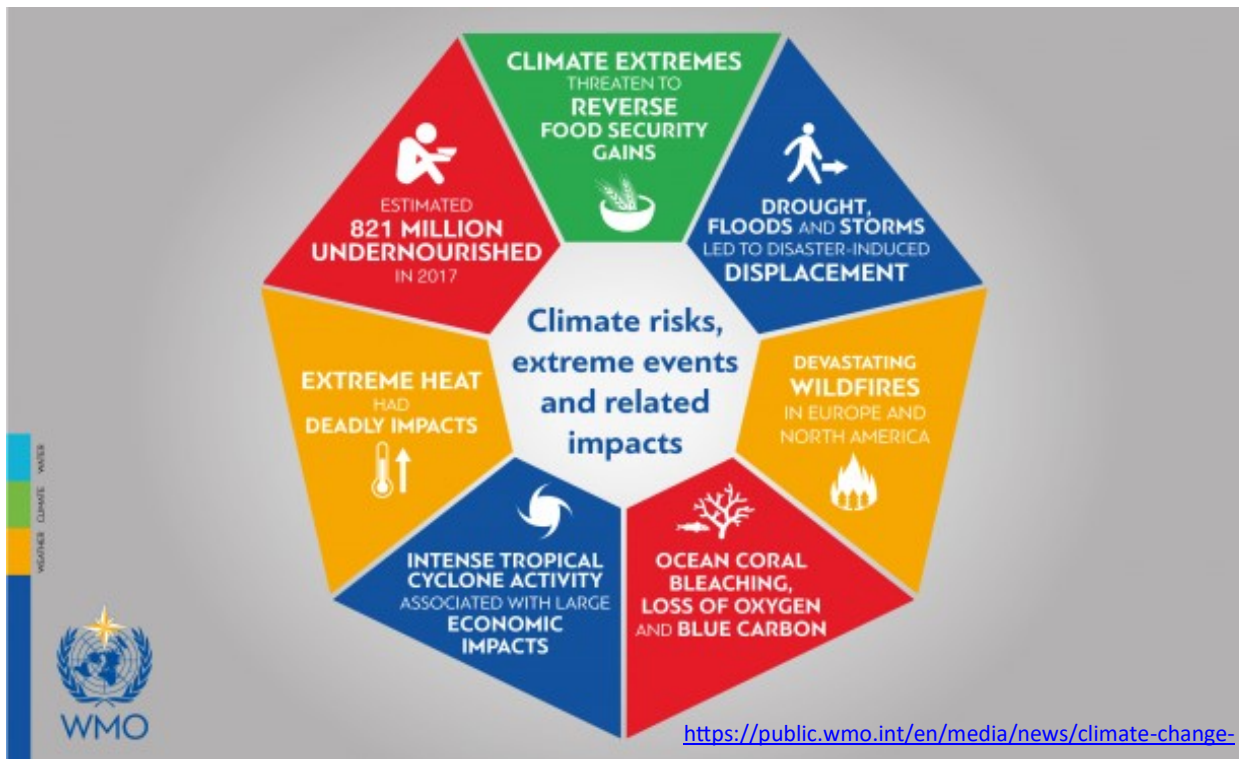 CLIMATE EXTREMES
THREATEN TO
REVERSE
FOOD SECURITY
GAINS
DROUGHT,
FLOODS AND STORMS
LED TO DISASTER-INDUCED
DISPLACEMENT
DEVASTATING
WILDFIRES
IN EUROPE AND
NORTH AMERICA
OCEAN CORAL
BLEACHING,
LOSS OF OXYGEN
AND BLUE CARBON
INTENSE TROPICAL
CYCLONE ACTIVITY
ASSOCIATED WITH LARGE
ECONOMIC
IMPACTS
EXTREME HEAT
HAD
DEADLY IMPACTS
ESTIMATED
821 MILLION
UNDERNOURISHED
IN 2017
Climate risks,
extreme events
and related
impacts
WEATHER CLIMATE WATER
WMO
https://public.wmo.int/en/media/news/climate-change-